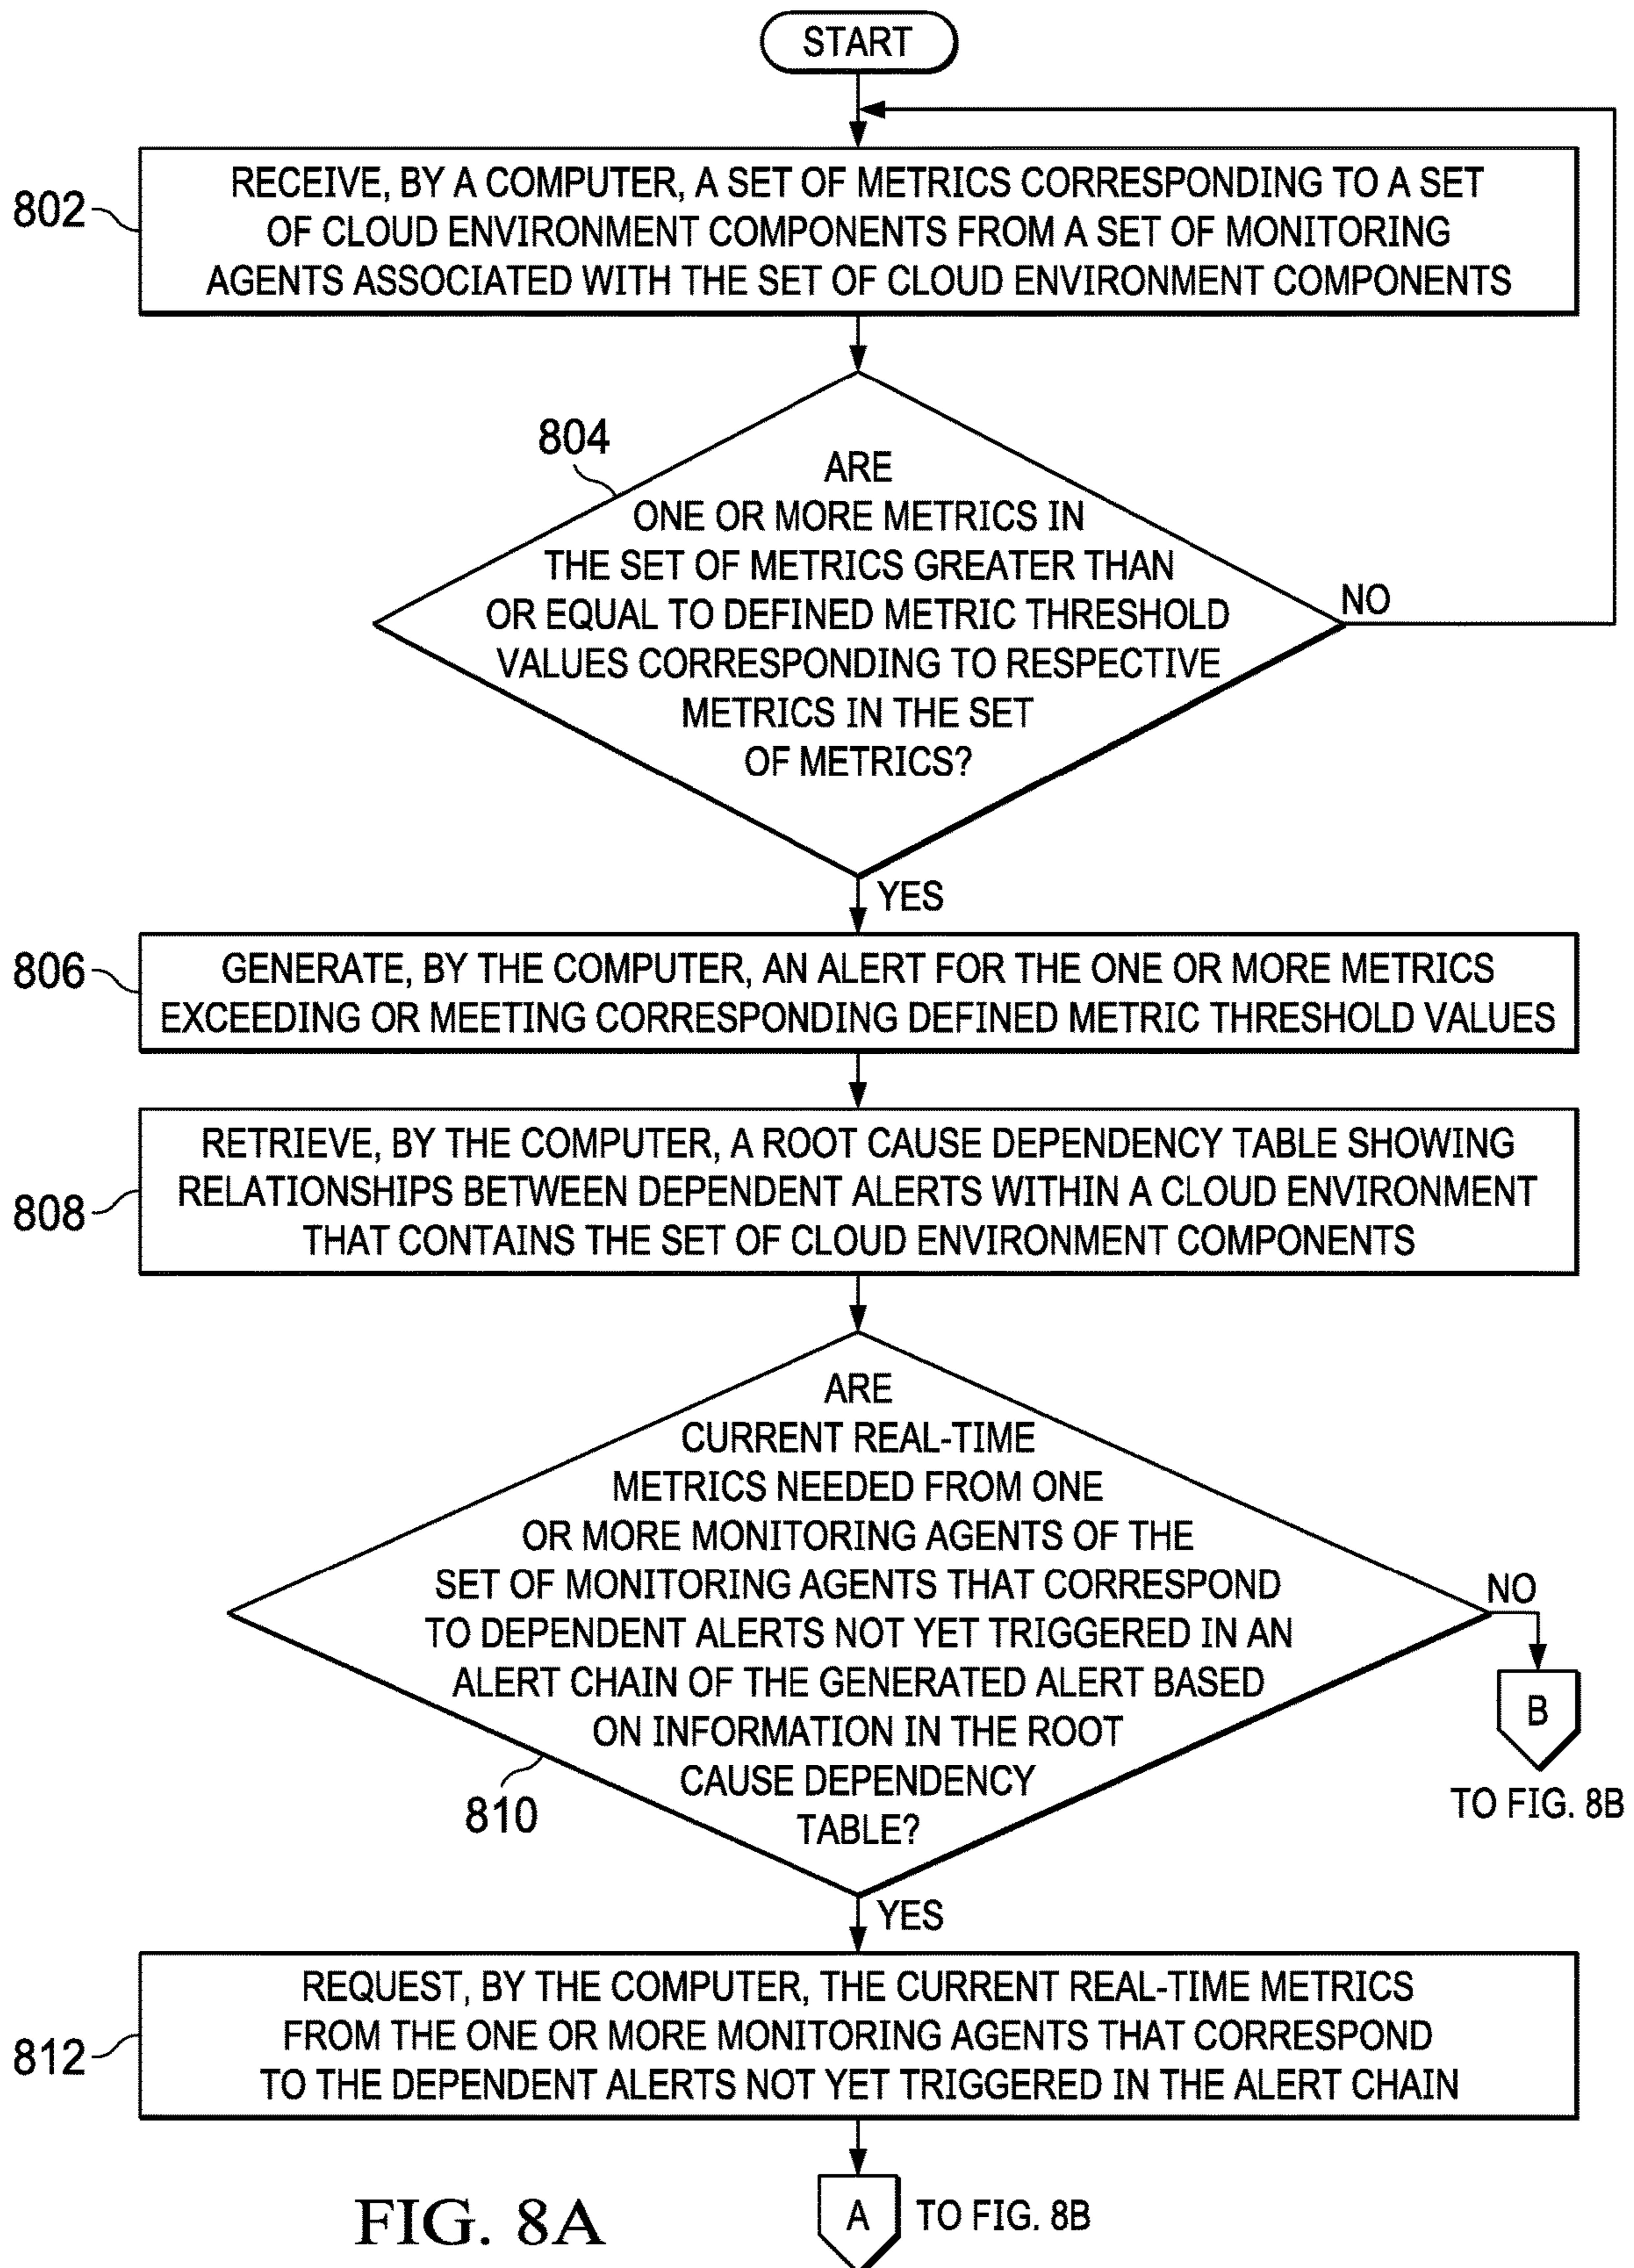 START
802
RECEIVE, BY A COMPUTER, A SET OF METRICS CORRESPONDING TO A SET
OF CLOUD ENVIRONMENT COMPONENTS FROM A SET OF MONITORING
AGENTS ASSOCIATED WITH THE SET OF CLOUD ENVIRONMENT COMPONENTS
804
ARE
ONE OR MORE METRICS IN
THE SET OF METRICS GREATER THAN
OR EQUAL TO DEFINED METRIC THRESHOLD
VALUES CORRESPONDING TO RESPECTIVE
METRICS IN THE SET
OF METRICS?
NO
YES
806
GENERATE, BY THE COMPUTER, AN ALERT FOR THE ONE OR MORE METRICS
EXCEEDING OR MEETING CORRESPONDING DEFINED METRIC THRESHOLD VALUES
808
RETRIEVE, BY THE COMPUTER, A ROOT CAUSE DEPENDENCY TABLE SHOWING
RELATIONSHIPS BETWEEN DEPENDENT ALERTS WITHIN A CLOUD ENVIRONMENT
THAT CONTAINS THE SET OF CLOUD ENVIRONMENT COMPONENTS
ARE
CURRENT REAL-TIME
METRICS NEEDED FROM ONE
OR MORE MONITORING AGENTS OF THE
SET OF MONITORING AGENTS THAT CORRESPOND
TO DEPENDENT ALERTS NOT YET TRIGGERED IN AN
ALERT CHAIN OF THE GENERATED ALERT BASED
ON INFORMATION IN THE ROOT
CAUSE DEPENDENCY
TABLE?
810
NO
B
TO FIG. 8B
YES
812
REQUEST, BY THE COMPUTER, THE CURRENT REAL-TIME METRICS
FROM THE ONE OR MORE MONITORING AGENTS THAT CORRESPOND
TO THE DEPENDENT ALERTS NOT YET TRIGGERED IN THE ALERT CHAIN
A
TO FIG. 8B
FIG. 8A